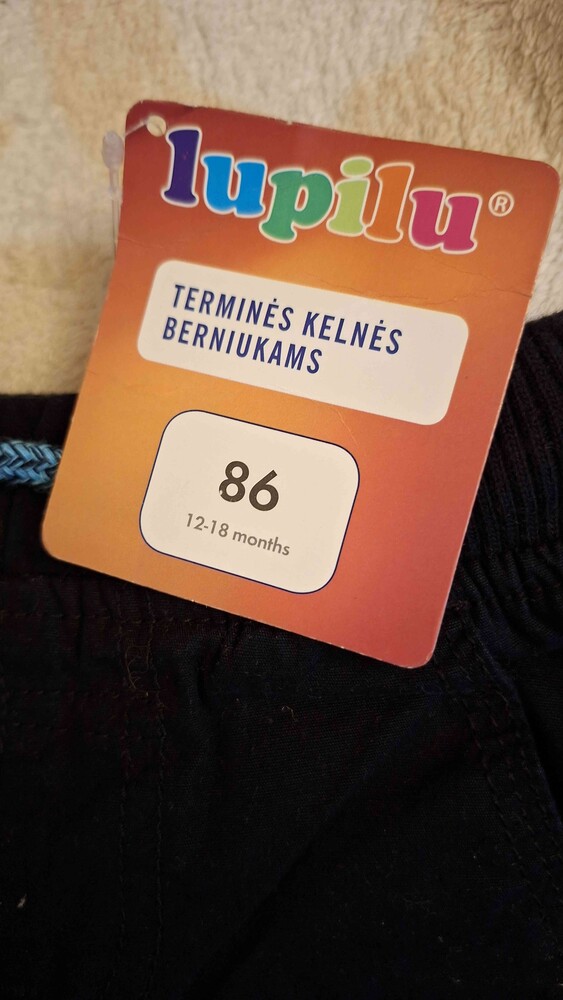 lupilu®
TERMINĖS KELNĖS
BERNIUKAMS
86
12-18 months